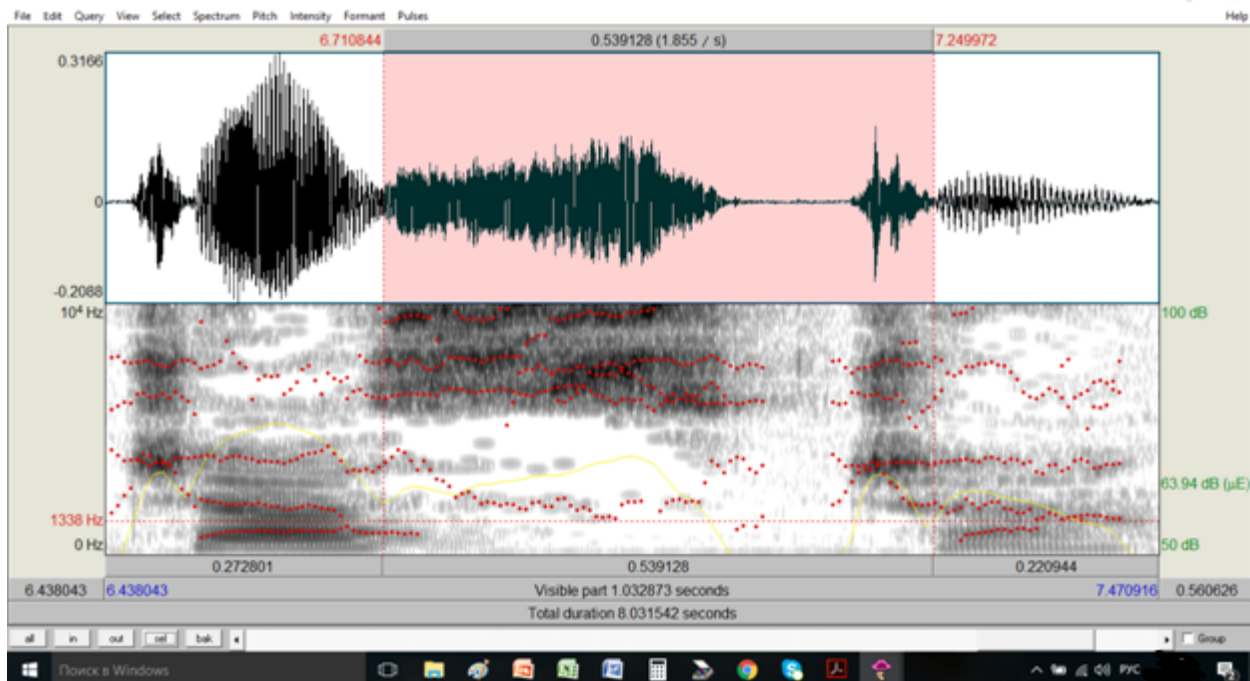 File Edit Query View Select Spectrum Pitch Intensity Formant Pulses Help
6.710844 0.539128 (1.855 / s) 7.249972
0.3166
0
-0.2088
10⁴ Hz 100 dB
63.94 dB (µE)
1338 Hz
0 Hz 50 dB
0.272801 0.539128 0.220944
6.438043 6.438043 Visible part 1.032873 seconds 7.470916 0.560626
Total duration 8.031542 seconds
all in out sel bak Group
Поиск в Windows РУС